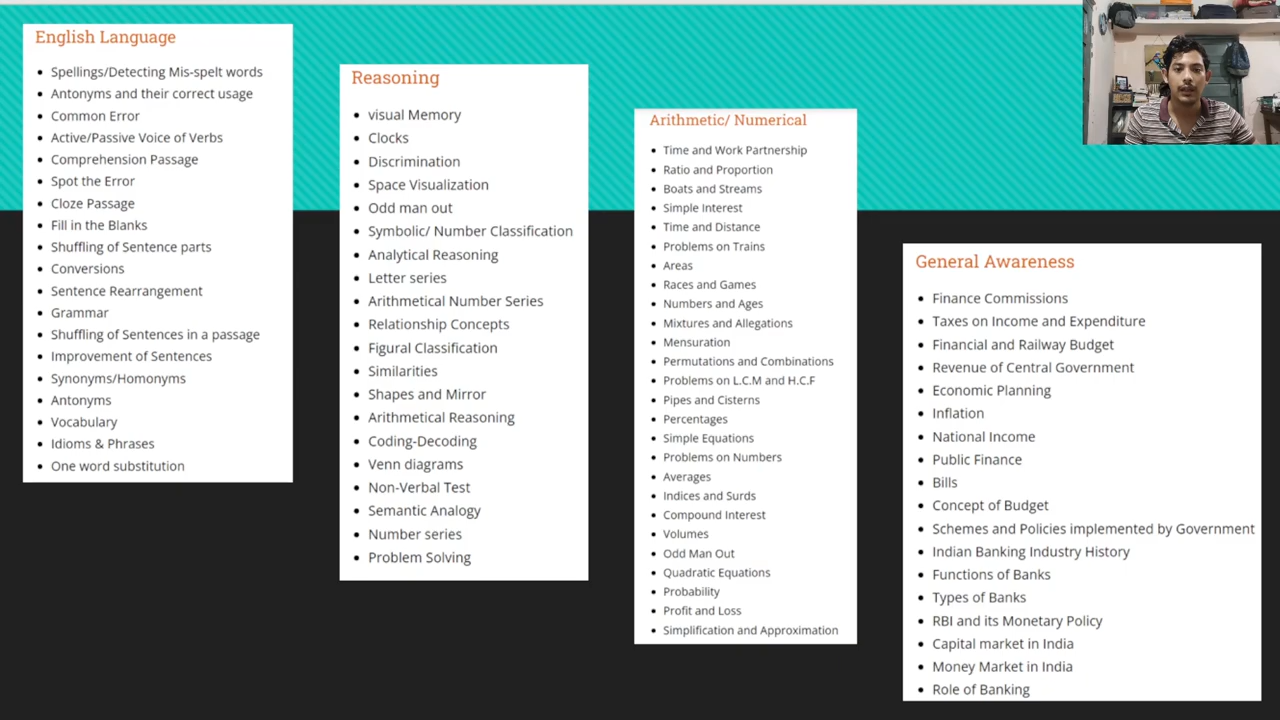 English Language
Spellings/Detecting Mis-spelt words
Antonyms and their correct usage
Common Error
Active/Passive Voice of Verbs
Comprehension Passage
Spot the Error
Cloze Passage
Fill in the Blanks
Shuffling of Sentence parts
Conversions
Sentence Rearrangement
Grammar
Shuffling of Sentences in a passage
Improvement of Sentences
Synonyms/Homonyms
Antonyms
Vocabulary
Idioms & Phrases
One word substitution
Reasoning
visual Memory
Clocks
Discrimination
Space Visualization
Odd man out
Symbolic/ Number Classification
Analytical Reasoning
Letter series
Arithmetical Number Series
Relationship Concepts
Figural Classification
Similarities
Shapes and Mirror
Arithmetical Reasoning
Coding-Decoding
Venn diagrams
Non-Verbal Test
Semantic Analogy
Number series
Problem Solving
Arithmetic/ Numerical
Time and Work Partnership
Ratio and Proportion
Boats and Streams
Simple Interest
Time and Distance
Problems on Trains
Areas
Races and Games
Numbers and Ages
Mixtures and Allegations
Mensuration
Permutations and Combinations
Problems on L.C.M and H.C.F
Pipes and Cisterns
Percentages
Simple Equations
Problems on Numbers
Averages
Indices and Surds
Compound Interest
Volumes
Odd Man Out
Quadratic Equations
Probability
Profit and Loss
Simplification and Approximation
General Awareness
Finance Commissions
Taxes on Income and Expenditure
Financial and Railway Budget
Revenue of Central Government
Economic Planning
Inflation
National Income
Public Finance
Bills
Concept of Budget
Schemes and Policies implemented by Government
Indian Banking Industry History
Functions of Banks
Types of Banks
RBI and its Monetary Policy
Capital market in India
Money Market in India
Role of Banking